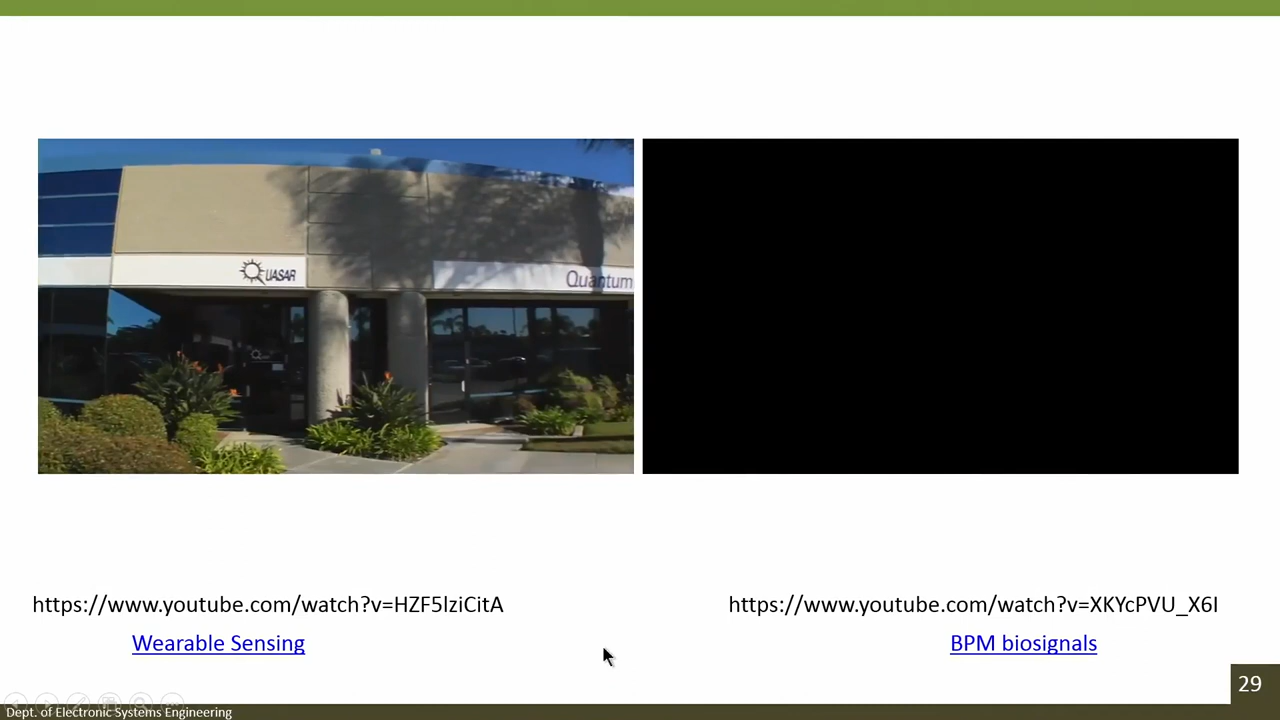 QUASAR
Quantum
https://www.youtube.com/watch?v=HZF5lziCitA
https://www.youtube.com/watch?v=XKYcPVU_X6I
Wearable Sensing
BPM biosignals
29
Dept. of Electronic Systems Engineering